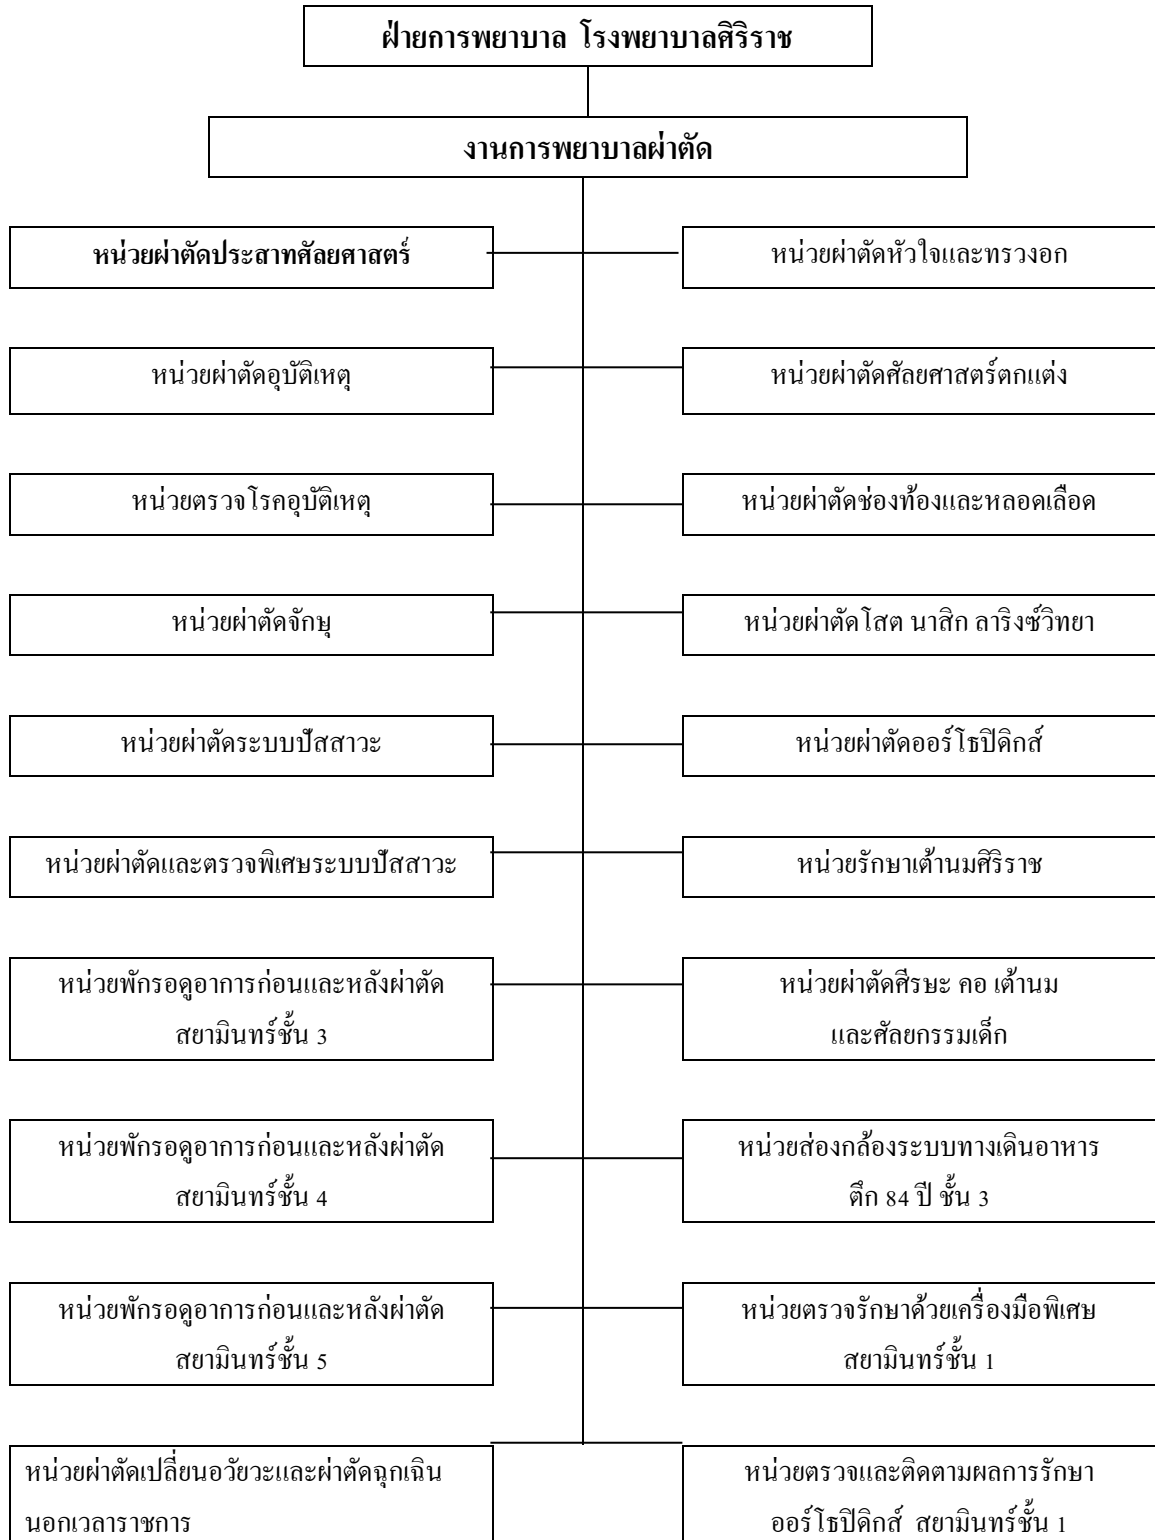 ฝ่ายการพยาบาล โรงพยาบาลศิริราช
งานการพยาบาลผ่าตัด
หน่วยผ่าตัดประสาทศัลยศาสตร์
หน่วยผ่าตัดหัวใจและทรวงอก
หน่วยผ่าตัดอุบัติเหตุ
หน่วยผ่าตัดศัลยศาสตร์ตกแต่ง
หน่วยตรวจโรคอุบัติเหตุ
หน่วยผ่าตัดช่องท้องและหลอดเลือด
หน่วยผ่าตัดจักษุ
หน่วยผ่าตัดโสต นาสิก ลาริงซ์วิทยา
หน่วยผ่าตัดระบบปัสสาวะ
หน่วยผ่าตัดออร์โธปิดิกส์
หน่วยผ่าตัดและตรวจพิเศษระบบปัสสาวะ
หน่วยรักษาเต้านมศิริราช
หน่วยพักรอดูอาการก่อนและหลังผ่าตัด
สยามินทร์ชั้น 3
หน่วยผ่าตัดศีรษะ คอ เต้านม
และศัลยกรรมเด็ก
หน่วยพักรอดูอาการก่อนและหลังผ่าตัด
สยามินทร์ชั้น 4
หน่วยส่องกล้องระบบทางเดินอาหาร
ตึก 84 ปี ชั้น 3
หน่วยพักรอดูอาการก่อนและหลังผ่าตัด
สยามินทร์ชั้น 5
หน่วยตรวจรักษาด้วยเครื่องมือพิเศษ
สยามินทร์ชั้น 1
หน่วยผ่าตัดเปลี่ยนอวัยวะและผ่าตัดฉุกเฉิน
นอกเวลาราชการ
หน่วยตรวจและติดตามผลการรักษา
ออร์โธปิดิกส์ สยามินทร์ชั้น 1